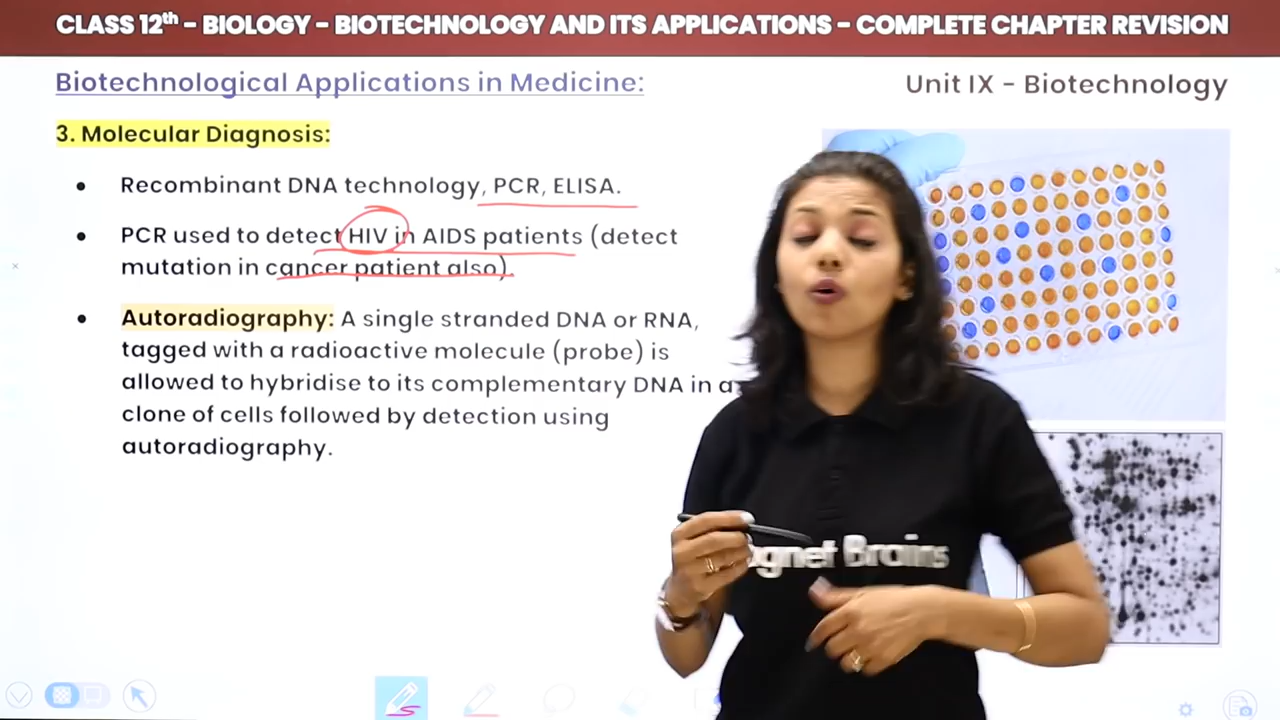 CLASS 12th – BIOLOGY – BIOTECHNOLOGY AND ITS APPLICATIONS – COMPLETE CHAPTER REVISION
Biotechnological Applications in Medicine:
Unit IX – Biotechnology
3. Molecular Diagnosis:
• Recombinant DNA technology, PCR, ELISA.
• PCR used to detect HIV in AIDS patients (detect
mutation in cancer patient also).
• Autoradiography: A single stranded DNA or RNA,
tagged with a radioactive molecule (probe) is
allowed to hybridise to its complementary DNA in a
clone of cells followed by detection using
autoradiography.
Brains